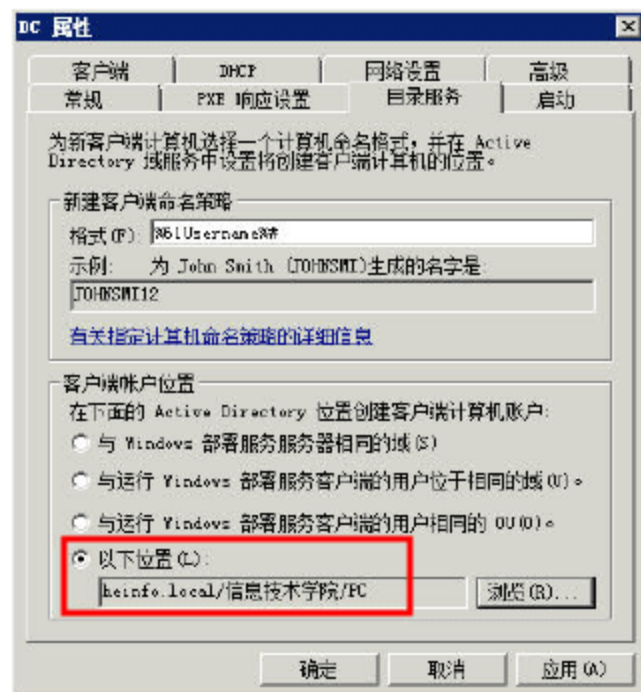 DC 属性
客户端 DHCP 网络设置 高级
常规 PXE 响应设置 目录服务 启动
为新客户端计算机选择一个计算机命名格式，并在 Active
Directory 域服务中设置将创建客户端计算机的位置。
新建客户端命名策略
格式(F): %61Username%#
示例: 为 John Smith (JOHNSMI)生成的名字是:
JOHNSMI12
有关指定计算机命名策略的详细信息
客户端帐户位置
在下面的 Active Directory 位置创建客户端计算机账户:
与 Windows 部署服务服务器相同的域(S)
与运行 Windows 部署服务客户端的用户位于相同的域(U)。
与运行 Windows 部署服务客户端的用户相同的 OU(O)。
以下位置(L):
heinfo.local/信息技术学院/PC 浏览(R)...
确定 取消 应用(A)